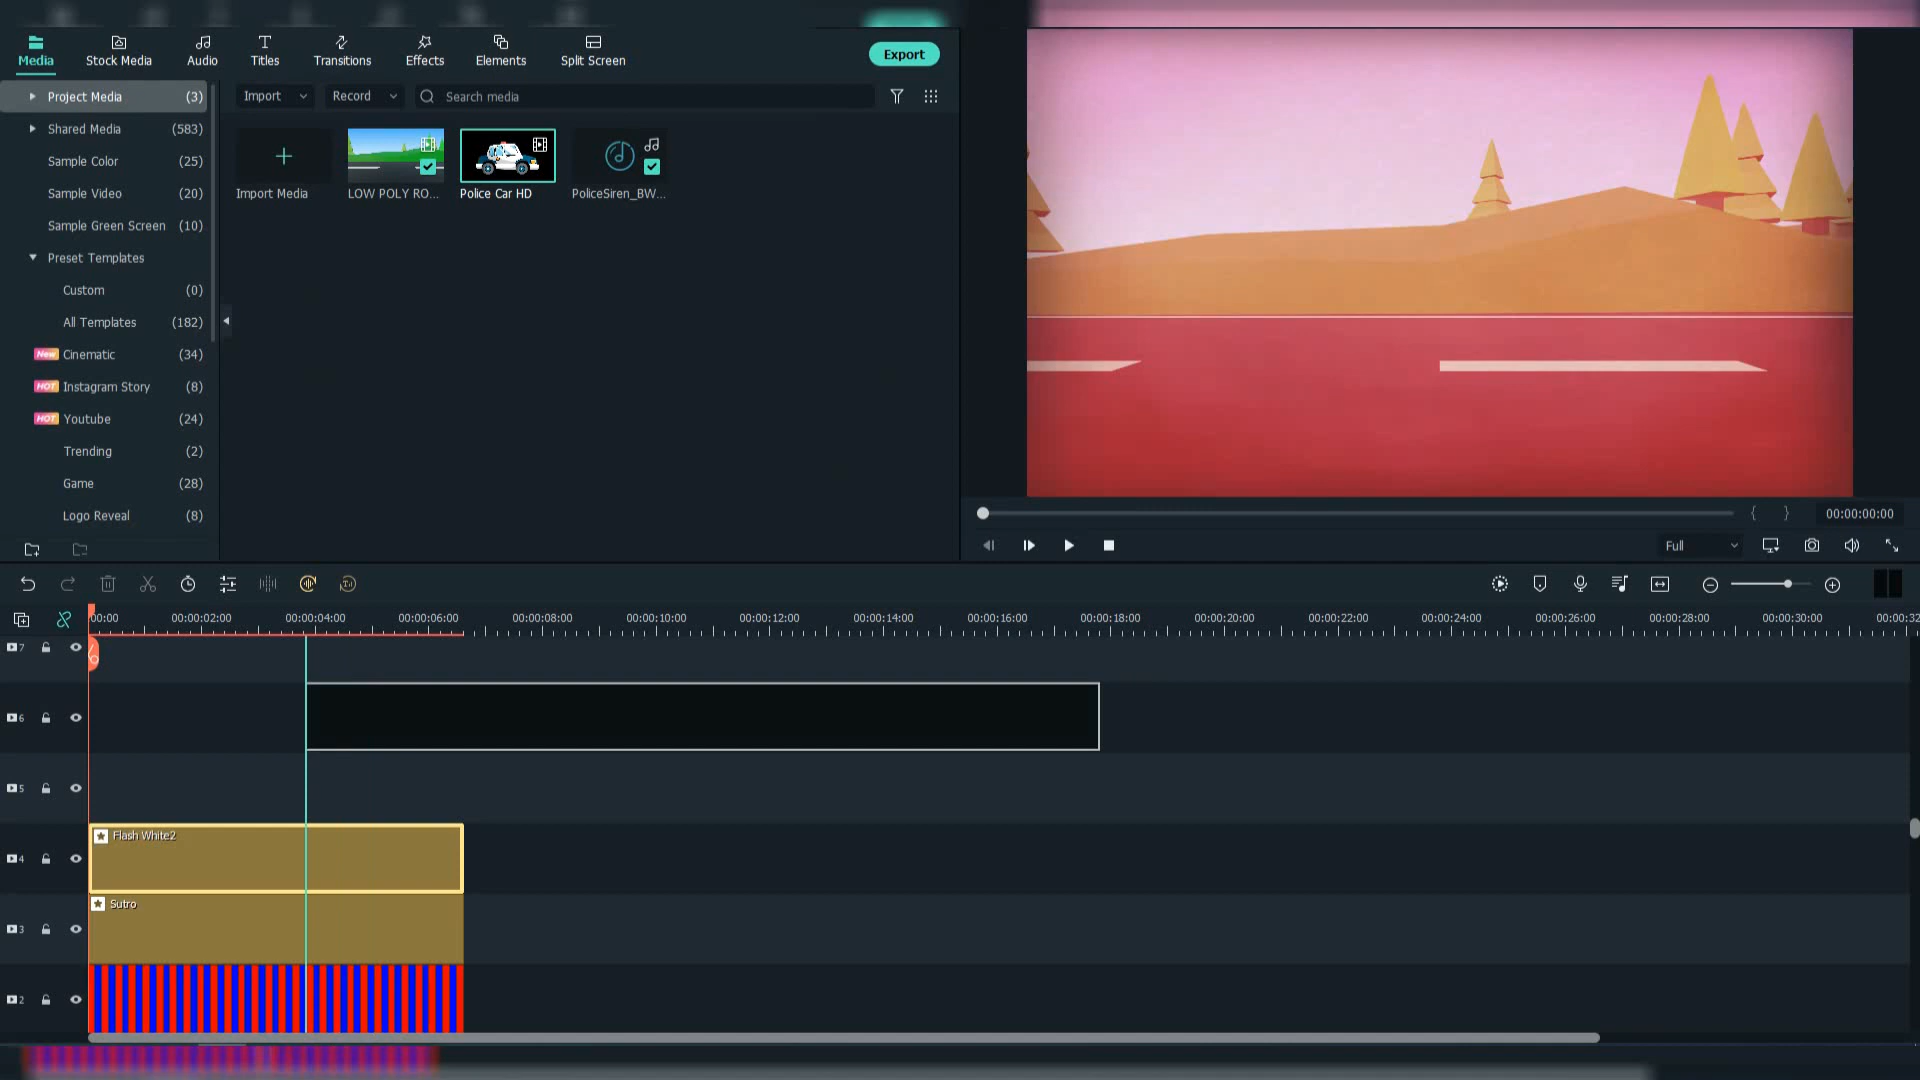 Media
Stock Media
Audio
Titles
Transitions
Effects
Elements
Split Screen
Export
Project Media (3)
Shared Media (583)
Sample Color (25)
Sample Video (20)
Sample Green Screen (10)
Preset Templates
Custom (0)
All Templates (182)
New Cinematic (34)
HOT Instagram Story (8)
HOT Youtube (24)
Trending (2)
Game (28)
Logo Reveal (8)
Import
Record
Search media
Import Media
LOW POLY RO...
Police Car HD
PoliceSiren_BW...
{ } 00:00:00:00
Full
00:00 00:00:02:00 00:00:04:00 00:00:06:00 00:00:08:00 00:00:10:00 00:00:12:00 00:00:14:00 00:00:16:00 00:00:18:00 00:00:20:00 00:00:22:00 00:00:24:00 00:00:26:00 00:00:28:00 00:00:30:00 00:00:32
7
6
5
4
Flash White2
3
Sutro
2